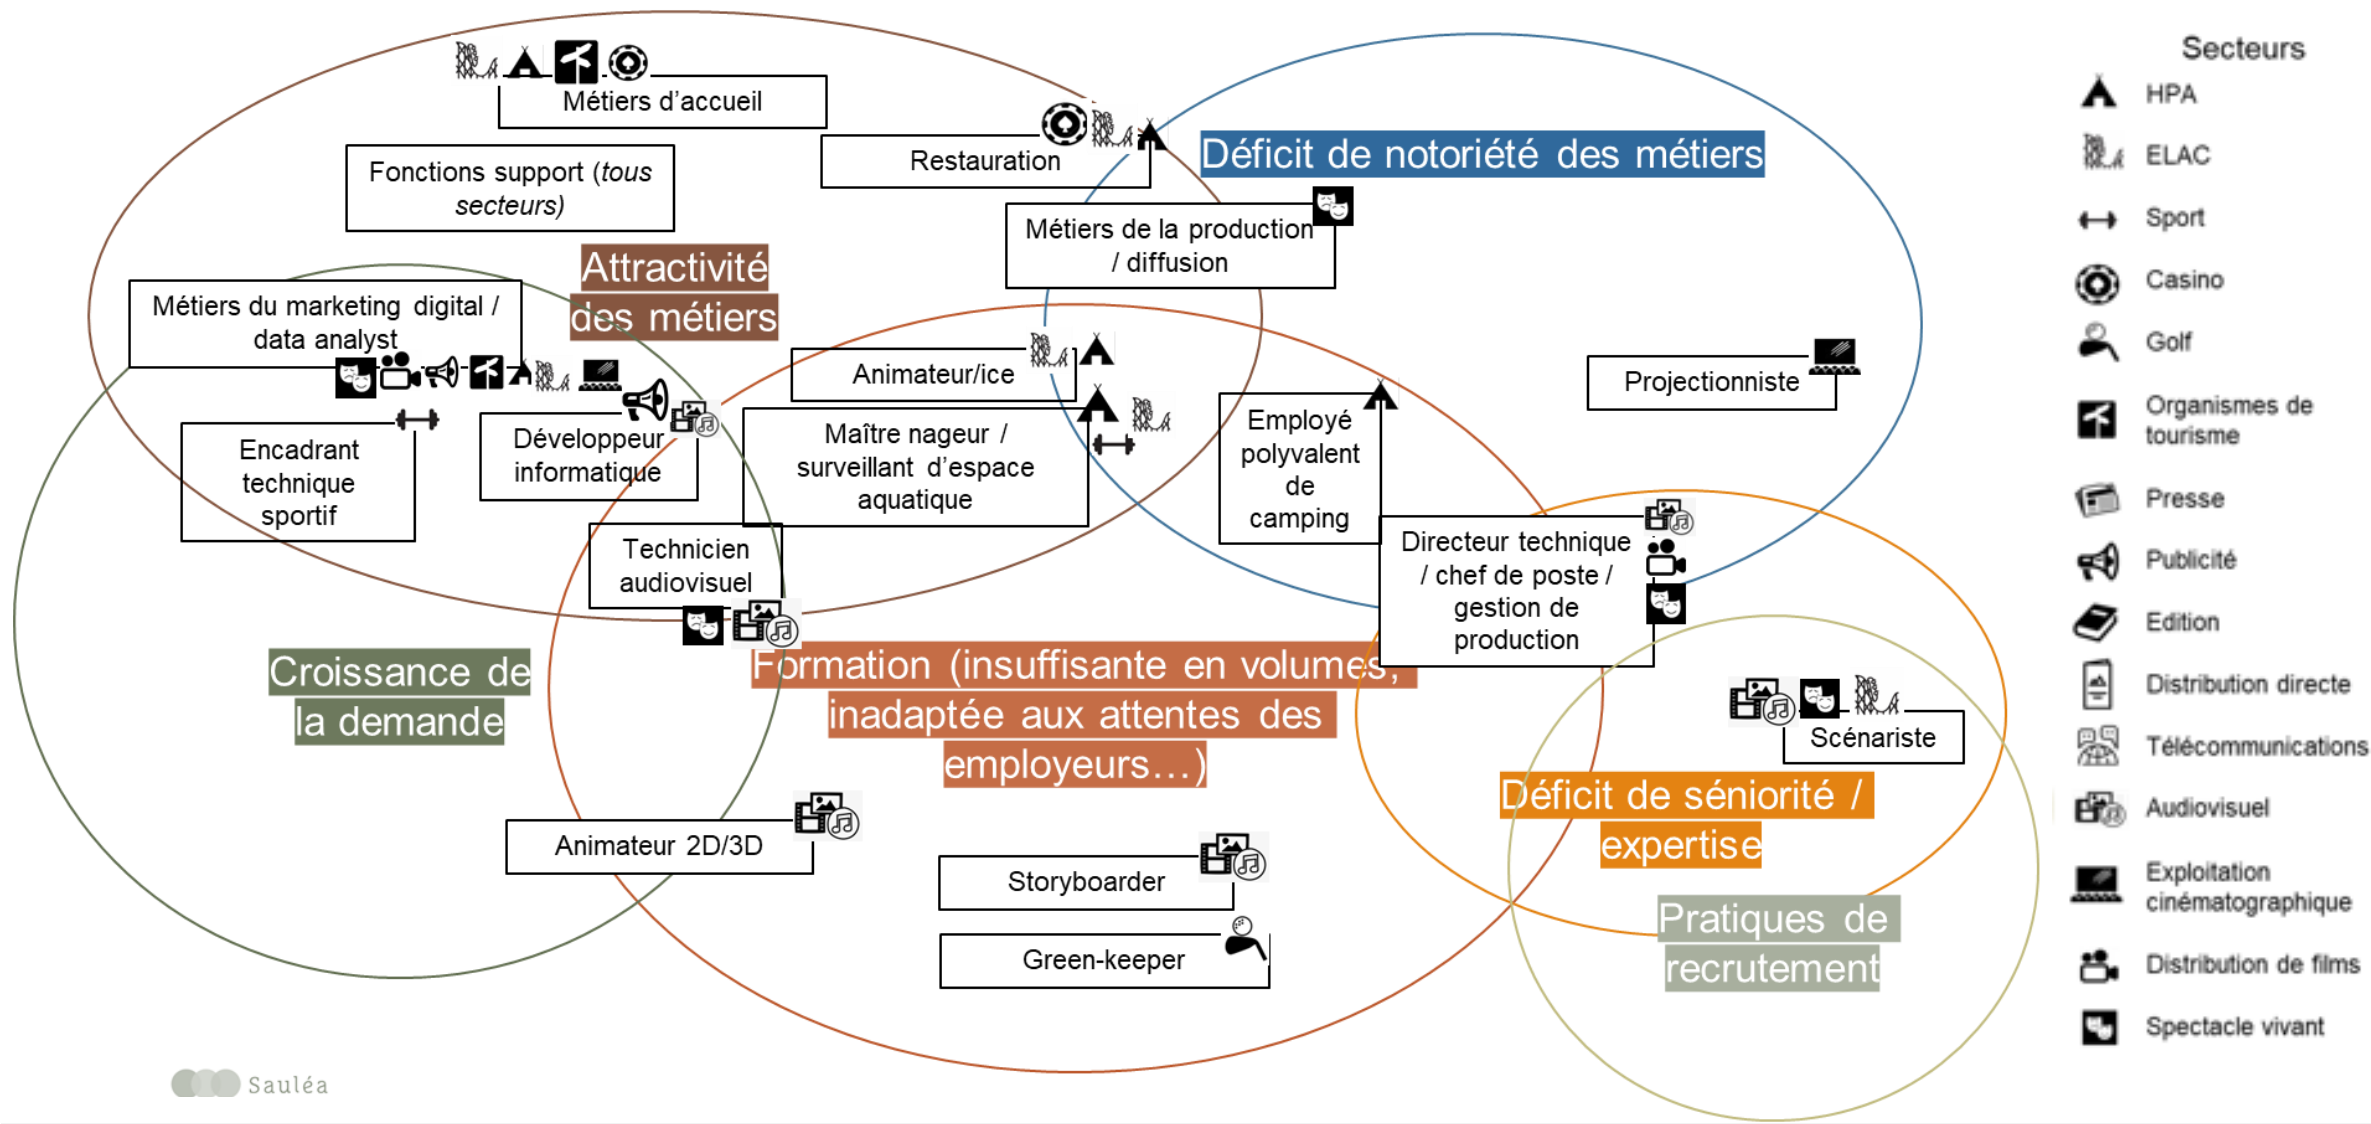 Métiers d'accueil
Restauration
Fonctions support (tous
secteurs)
Déficit de notoriété des métiers
Métiers de la production
/ diffusion
Attractivité
des métiers
Métiers du marketing digital /
data analyst
Animateur/ice
Projectionniste
Encadrant
technique
sportif
Développeur
informatique
Maître nageur /
surveillant d'espace
aquatique
Employé
polyvalent
de
camping
Technicien
audiovisuel
Directeur technique
/ chef de poste /
gestion de
production
Croissance de
la demande
Formation (insuffisante en volumes,
inadaptée aux attentes des
employeurs…)
Scénariste
Déficit de séniorité /
expertise
Animateur 2D/3D
Storyboarder
Green-keeper
Pratiques de
recrutement
Sauléa
Secteurs
HPA
ELAC
Sport
Casino
Golf
Organismes de
tourisme
Presse
Publicité
Edition
Distribution directe
Télécommunications
Audiovisuel
Exploitation
cinématographique
Distribution de films
Spectacle vivant